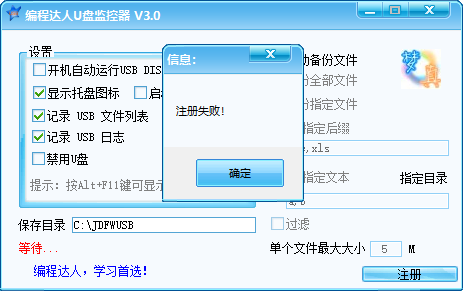 编程达人U盘监控器 V3.0
设置
开机自动运行USB DIS
显示托盘图标
启
记录 USB 文件列表
记录 USB 日志
禁用U盘
提示：按Alt+F11键可显示
信息：
注册失败！
确定
动备份文件
份全部文件
份指定文件
指定后缀
,xls
指定文本
指定目录
a,b
过滤
保存目录
C:\JDFWUSB
等待...
单个文件最大大小 5 M
编程达人，学习首选！
注册
梦真